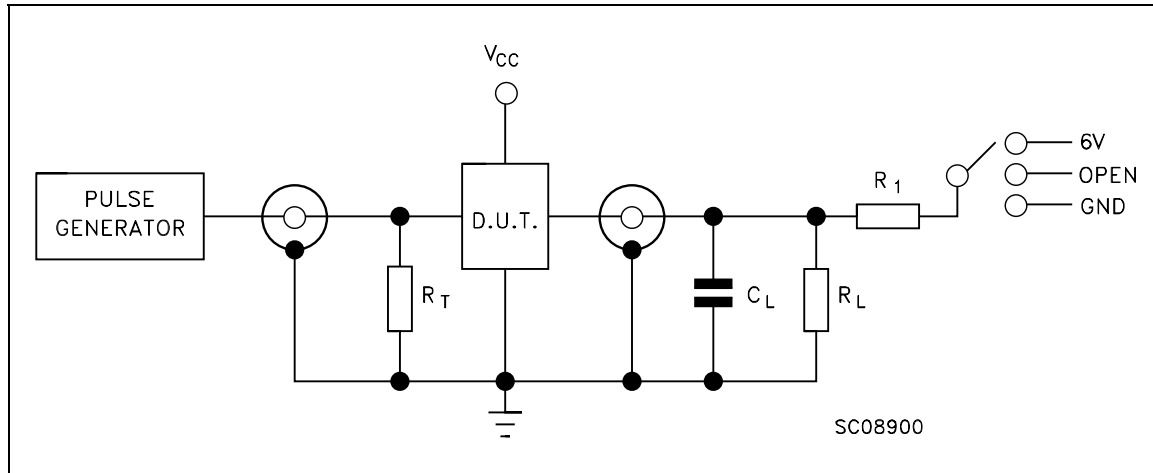 VCC
6V
PULSE
GENERATOR
D.U.T.
R1
OPEN
GND
RT
CL
RL
SC08900